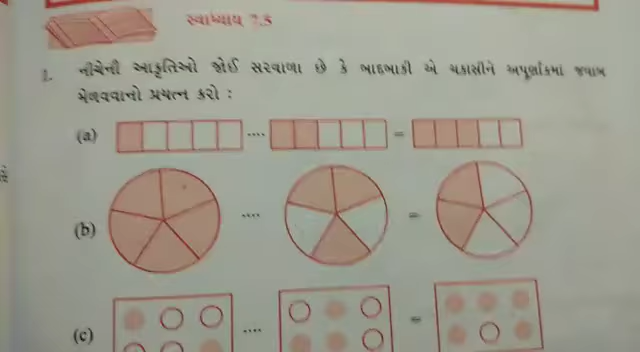 સ્વાધ્યાય 7.5
1. નીચેની આકૃતિઓ જોઈ સરવાળા છે કે બાદબાકી એ ચકાસીને અપૂર્ણાંકમાં જવાબ
મેળવવાનો પ્રયત્ન કરો :
(a) .... =
(b) .... =
(c) .... =